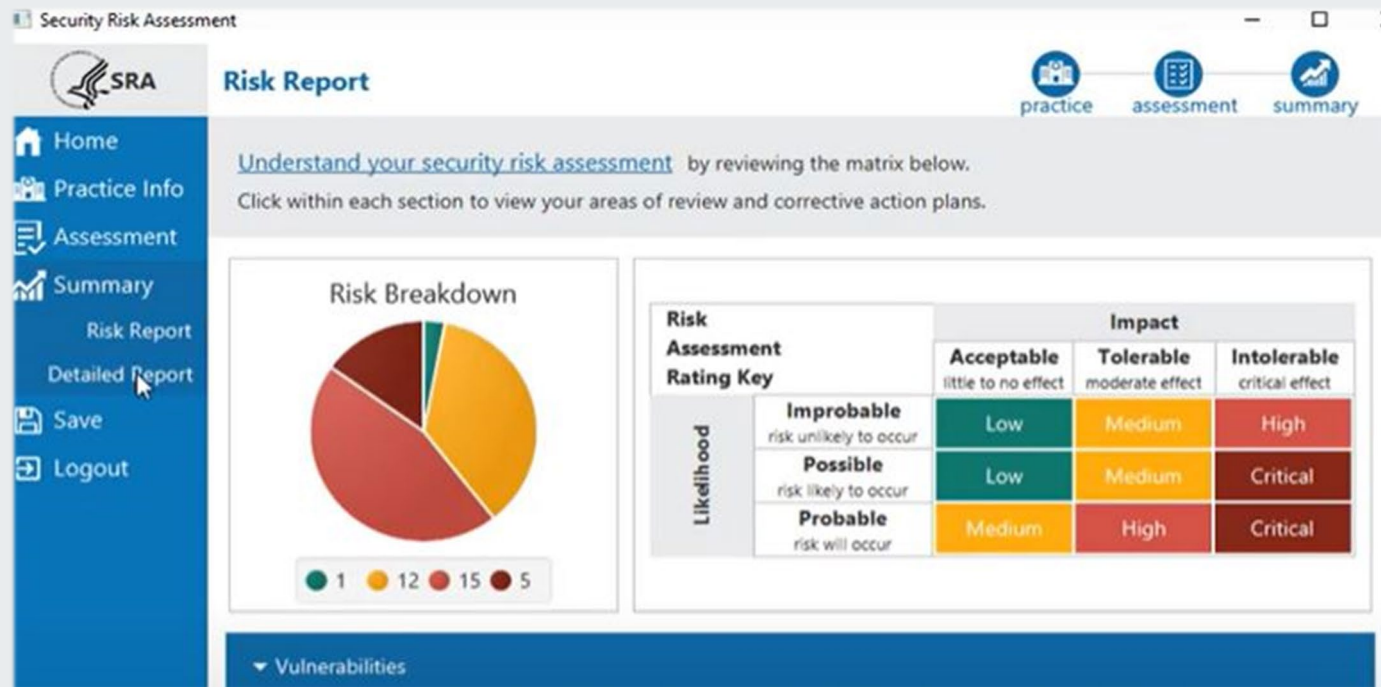 Security Risk Assessment
SRA
Risk Report
practice
assessment
summary
Home
Practice Info
Assessment
Summary
Risk Report
Detailed Report
Save
Logout
Understand your security risk assessment by reviewing the matrix below.
Click within each section to view your areas of review and corrective action plans.
Risk Breakdown
1 12 15 5
Risk
Assessment
Rating Key
Impact
Acceptable
little to no effect
Tolerable
moderate effect
Intolerable
critical effect
Likelihood
Improbable
risk unlikely to occur
Low Medium High
Possible
risk likely to occur
Low Medium Critical
Probable
risk will occur
Medium High Critical
Vulnerabilities